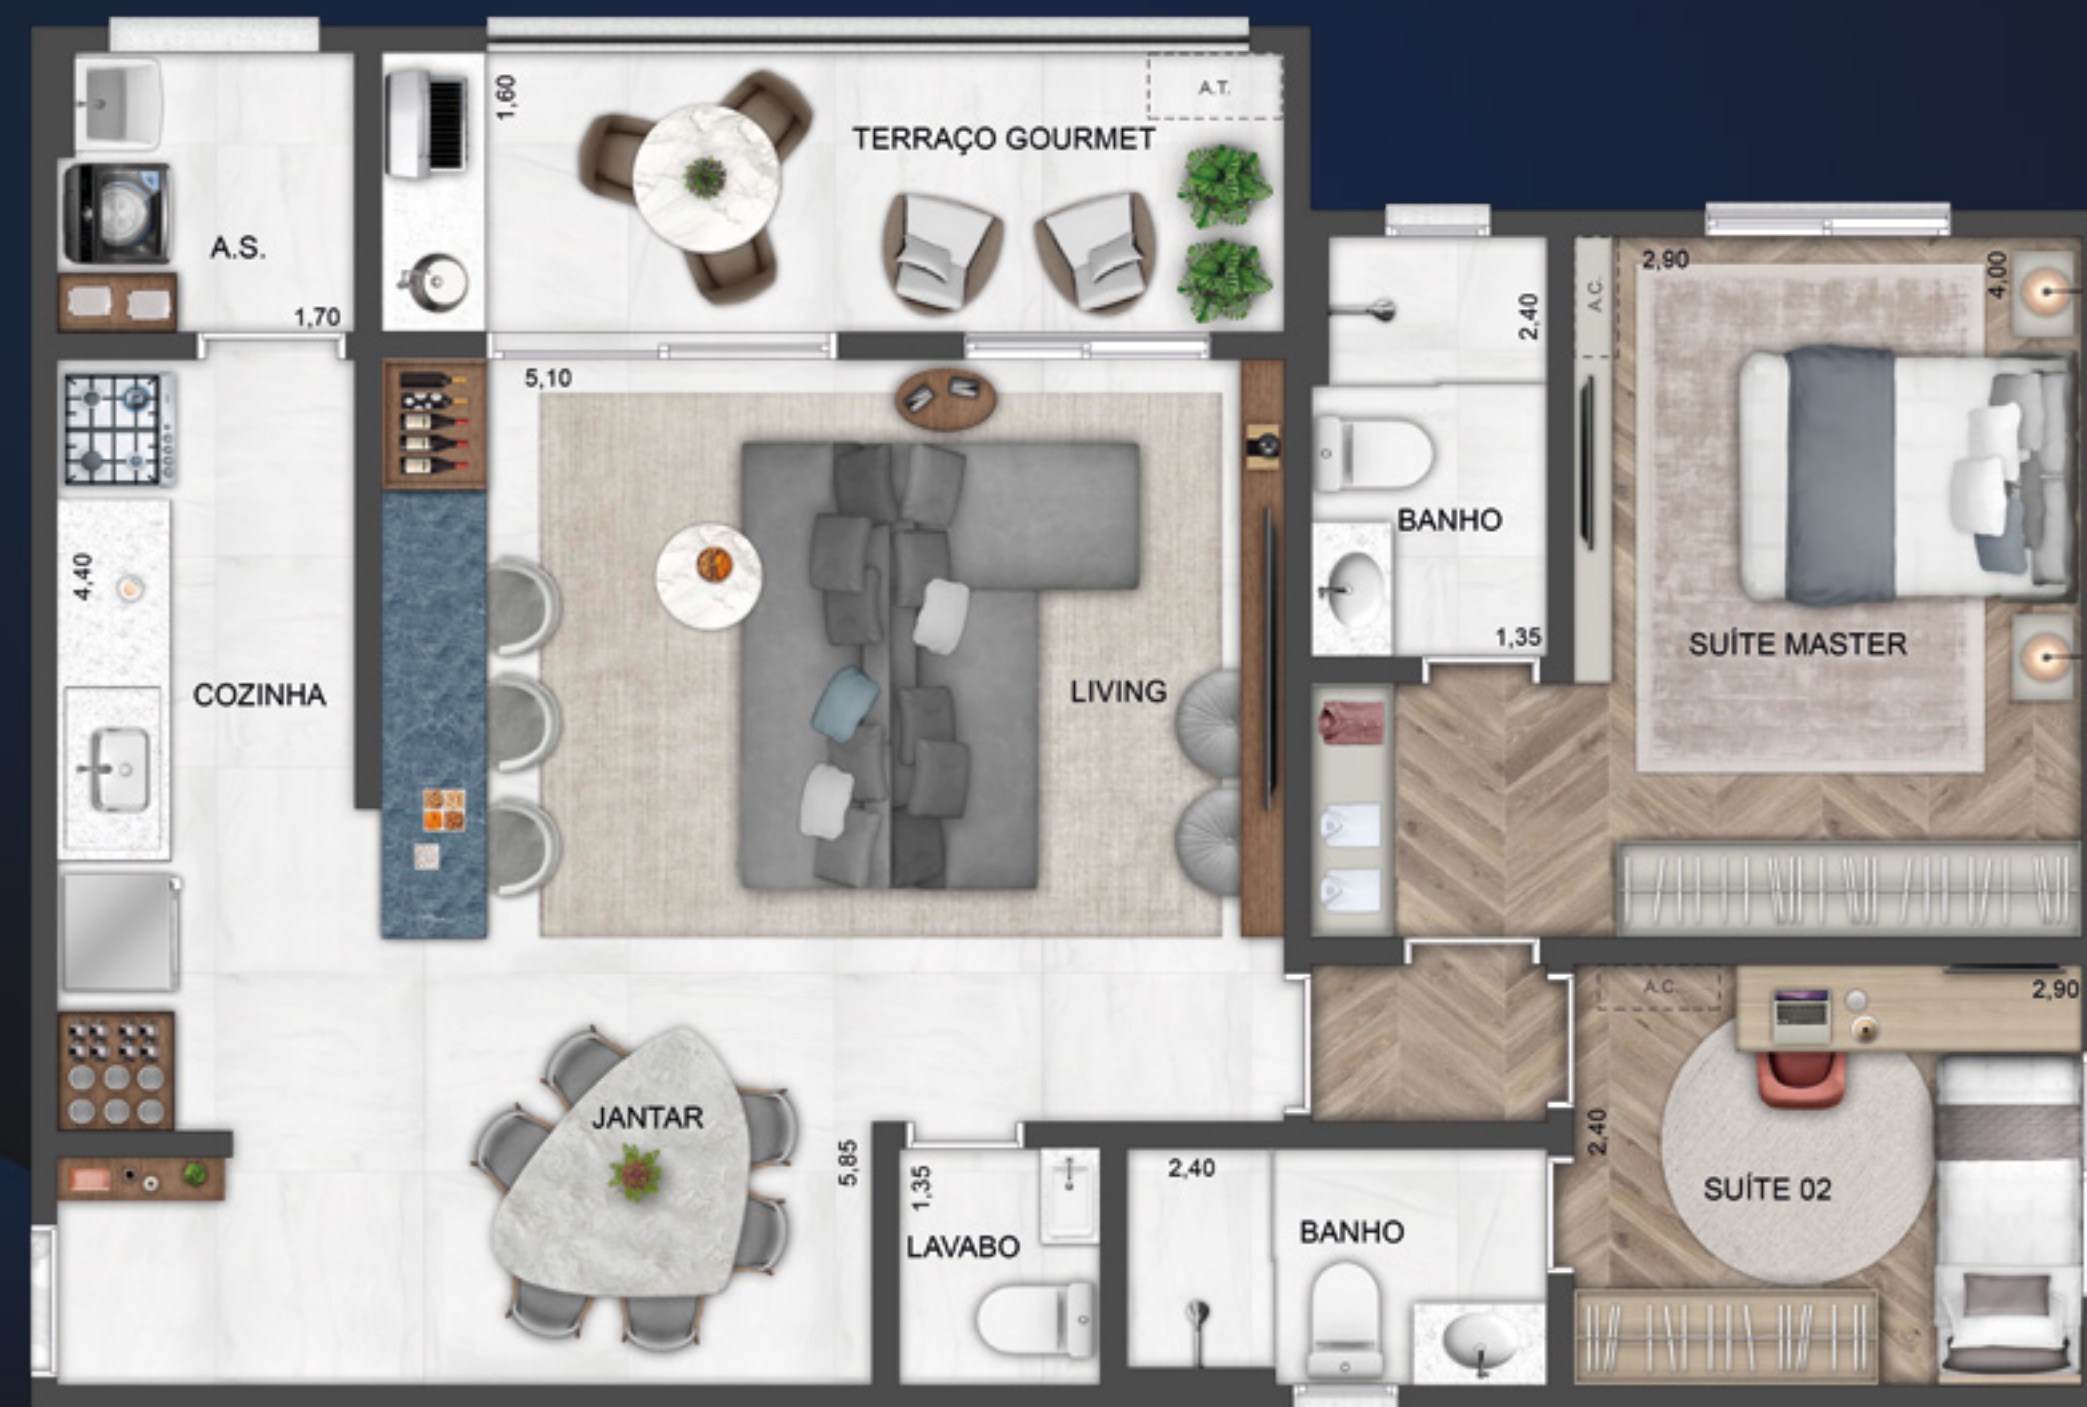 1,60
A.T.
TERRAÇO GOURMET
A.S.
1,70
2,90
4,00
A.C.
2,40
5,10
BANHO
4,40
1,35
SUÍTE MASTER
COZINHA
LIVING
A.C.
2,90
JANTAR
5,85
1,35
2,40
2,40
SUÍTE 02
LAVABO
BANHO